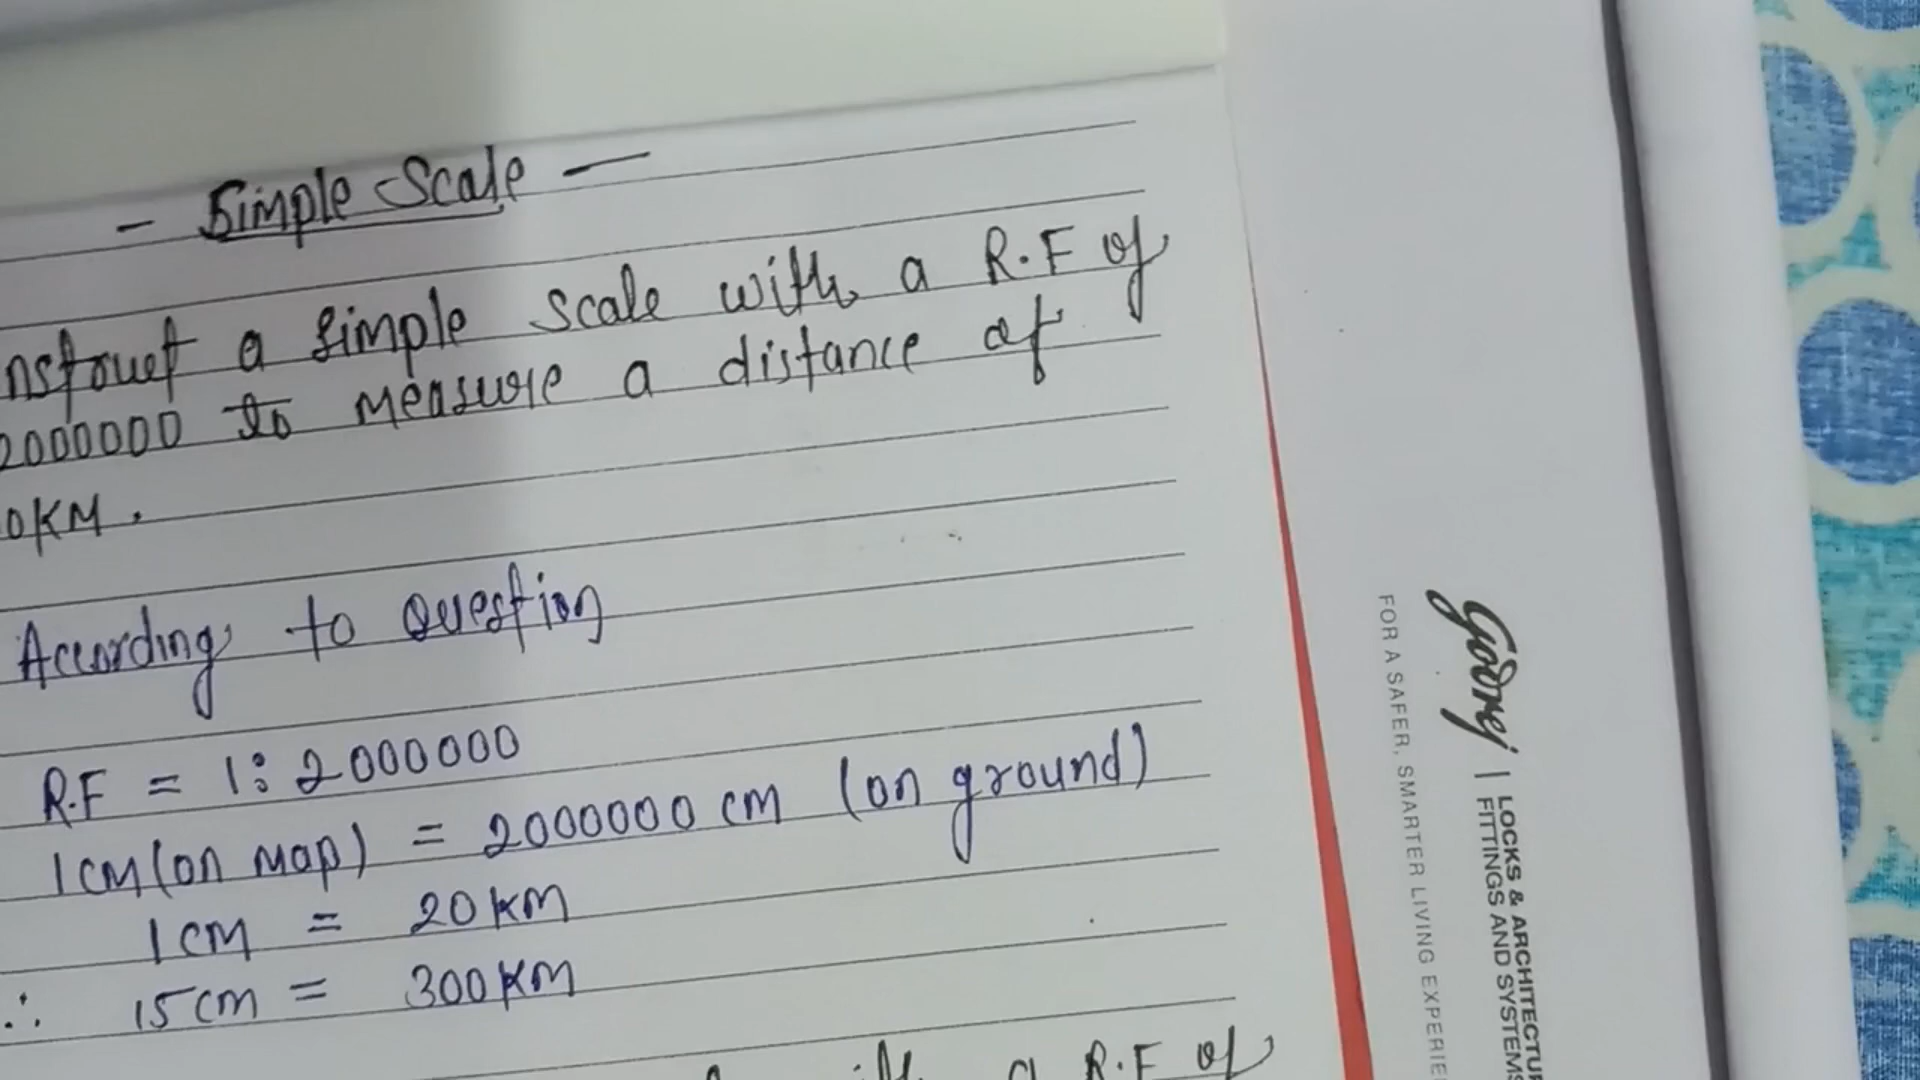 - Simple Scale -
nstruct a simple scale with a R.F of
2000000 to measure a distance of
0KM.
According to Question
R.F = 1:2000000
1CM(on Map) = 2000000 cm (on ground)
1CM = 20KM
∴ 15cm = 300KM
a R.F of
Godrej | LOCKS & ARCHITECTU
FITTINGS AND SYSTEMS
FOR A SAFER, SMARTER LIVING EXPERIE